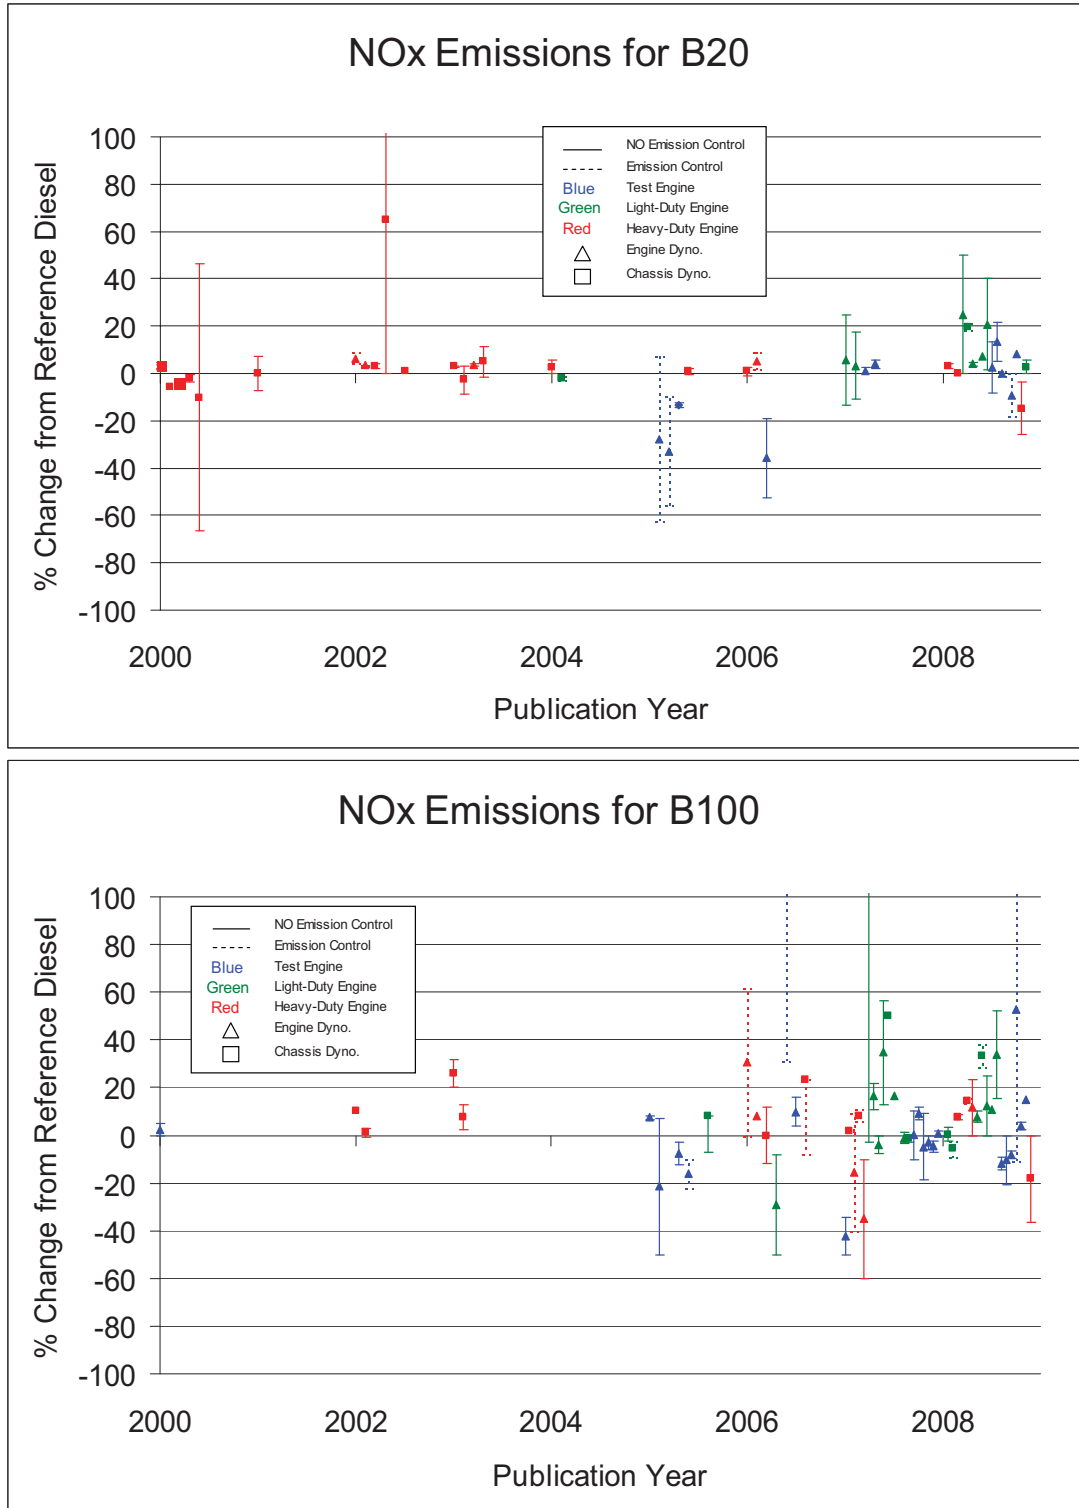 NOx Emissions for B20
% Change from Reference Diesel
100
80
60
40
20
0
-20
-40
-60
-80
-100
NO Emission Control
Emission Control
Blue Test Engine
Green Light-Duty Engine
Red Heavy-Duty Engine
Engine Dyno.
Chassis Dyno.
2000 2002 2004 2006 2008
Publication Year
NOx Emissions for B100
% Change from Reference Diesel
100
80
60
40
20
0
-20
-40
-60
-80
-100
NO Emission Control
Emission Control
Blue Test Engine
Green Light-Duty Engine
Red Heavy-Duty Engine
Engine Dyno.
Chassis Dyno.
2000 2002 2004 2006 2008
Publication Year